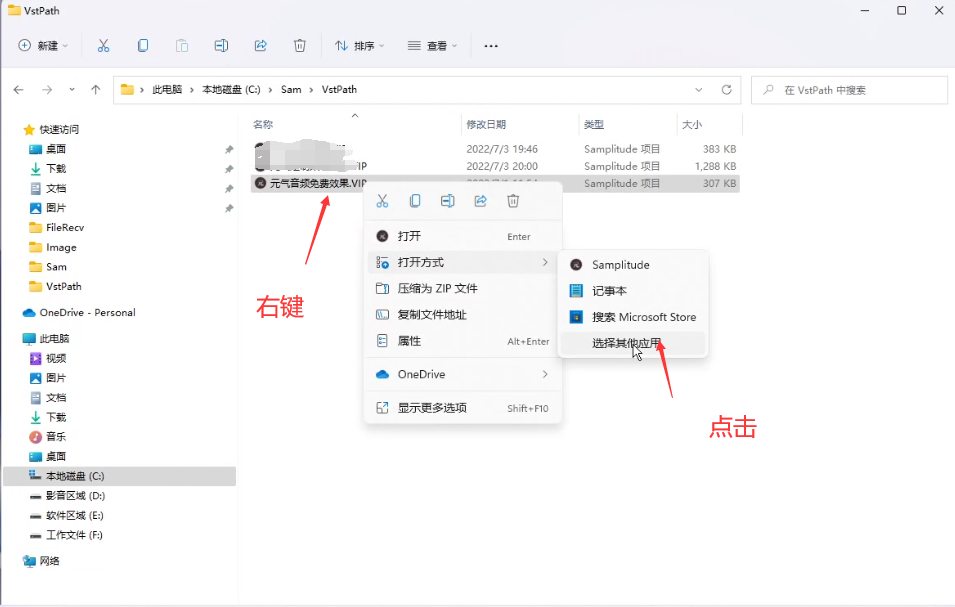 VstPath
新建
排序
查看
此电脑 本地磁盘 (C:) Sam VstPath
在 VstPath 中搜索
名称 修改日期 类型 大小
2022/7/3 19:46 Samplitude 项目 383 KB
.VIP 2022/7/3 20:00 Samplitude 项目 1,288 KB
元气音频免费效果.VIP Samplitude 项目 307 KB
快速访问
桌面
下载
文档
图片
FileRecv
Image
Sam
VstPath
OneDrive - Personal
此电脑
视频
图片
文档
下载
音乐
桌面
本地磁盘 (C:)
影音区域 (D:)
软件区域 (E:)
工作文件 (F:)
网络
打开 Enter
打开方式
压缩为 ZIP 文件
复制文件地址
属性 Alt+Enter
OneDrive
显示更多选项 Shift+F10
Samplitude
记事本
搜索 Microsoft Store
选择其他应用
右键
点击